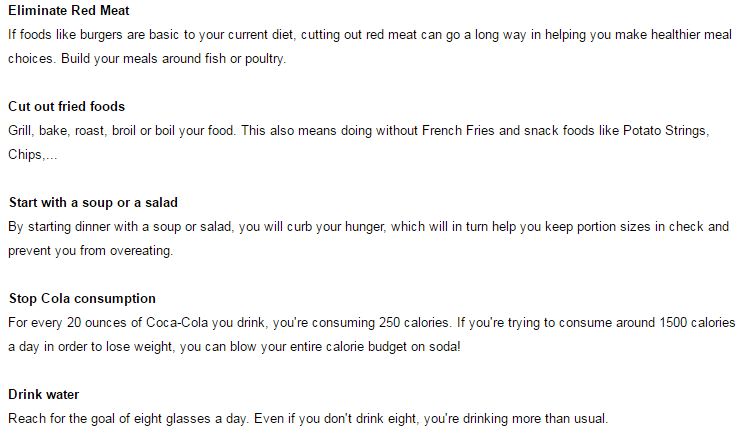 Eliminate Red Meat
If foods like burgers are basic to your current diet, cutting out red meat can go a long way in helping you make healthier meal
choices. Build your meals around fish or poultry.
Cut out fried foods
Grill, bake, roast, broil or boil your food. This also means doing without French Fries and snack foods like Potato Strings,
Chips,...
Start with a soup or a salad
By starting dinner with a soup or salad, you will curb your hunger, which will in turn help you keep portion sizes in check and
prevent you from overeating.
Stop Cola consumption
For every 20 ounces of Coca-Cola you drink, you're consuming 250 calories. If you're trying to consume around 1500 calories
a day in order to lose weight, you can blow your entire calorie budget on soda!
Drink water
Reach for the goal of eight glasses a day. Even if you don't drink eight, you're drinking more than usual.